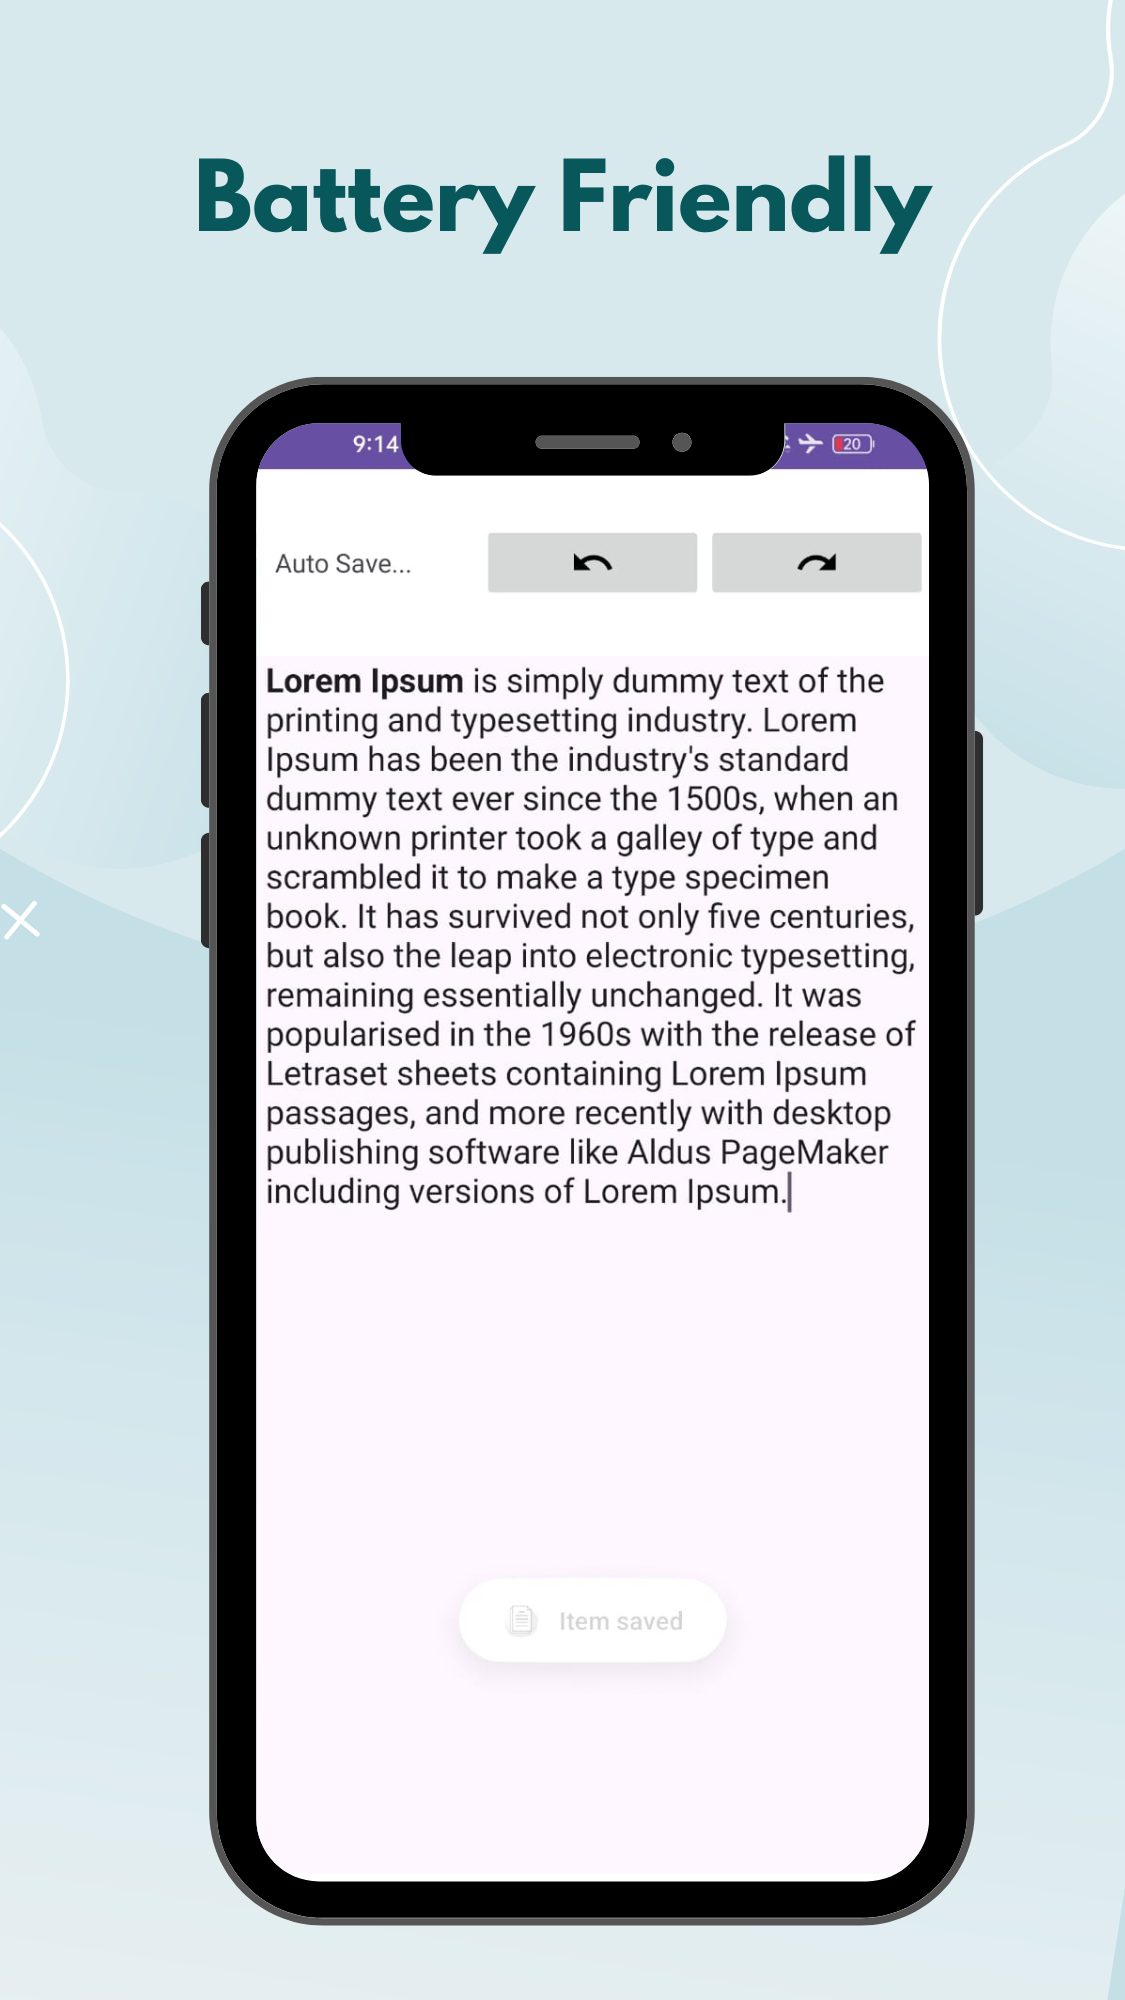 Battery Friendly
9:14
20
Auto Save...
Lorem Ipsum is simply dummy text of the
printing and typesetting industry. Lorem
Ipsum has been the industry's standard
dummy text ever since the 1500s, when an
unknown printer took a galley of type and
scrambled it to make a type specimen
book. It has survived not only five centuries,
but also the leap into electronic typesetting,
remaining essentially unchanged. It was
popularised in the 1960s with the release of
Letraset sheets containing Lorem Ipsum
passages, and more recently with desktop
publishing software like Aldus PageMaker
including versions of Lorem Ipsum.
Item saved